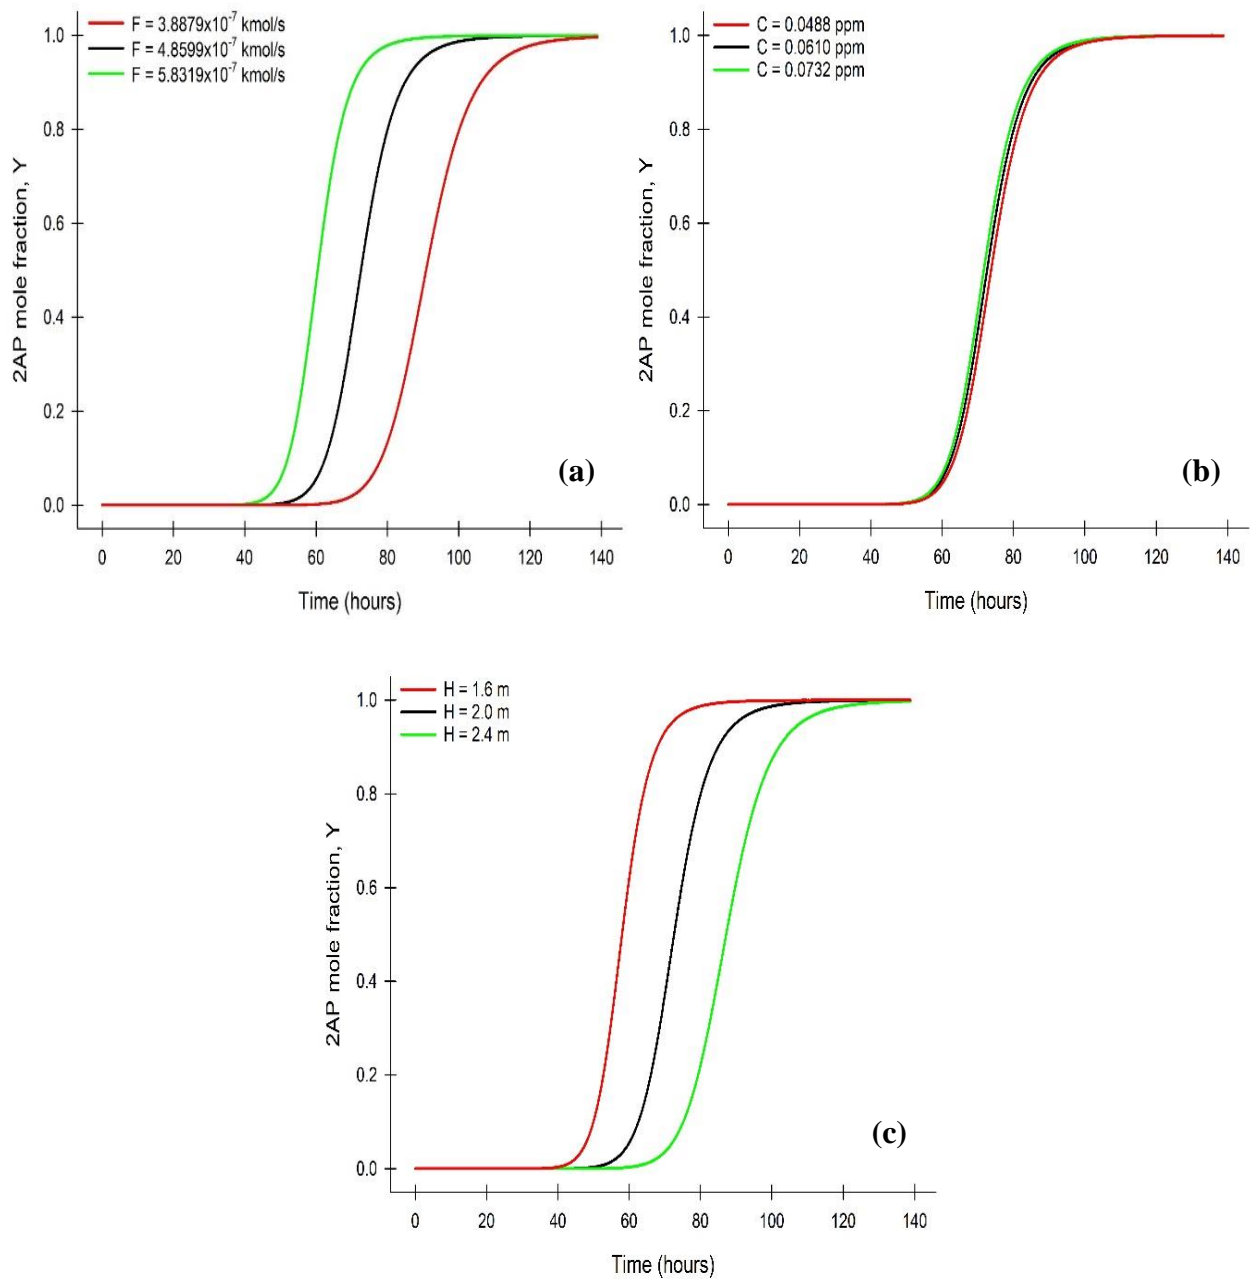 F = 3.8879x10⁻⁷ kmol/s
F = 4.8599x10⁻⁷ kmol/s
F = 5.8319x10⁻⁷ kmol/s
1.0
0.8
0.6
0.4
0.2
0.0
2AP mole fraction, Y
(a)
0 20 40 60 80 100 120 140
Time (hours)
C = 0.0488 ppm
C = 0.0610 ppm
C = 0.0732 ppm
1.0
0.8
0.6
0.4
0.2
0.0
2AP mole fraction, Y
(b)
0 20 40 60 80 100 120 140
Time (hours)
H = 1.6 m
H = 2.0 m
H = 2.4 m
1.0
0.8
0.6
0.4
0.2
0.0
2AP mole fraction, Y
(c)
0 20 40 60 80 100 120 140
Time (hours)